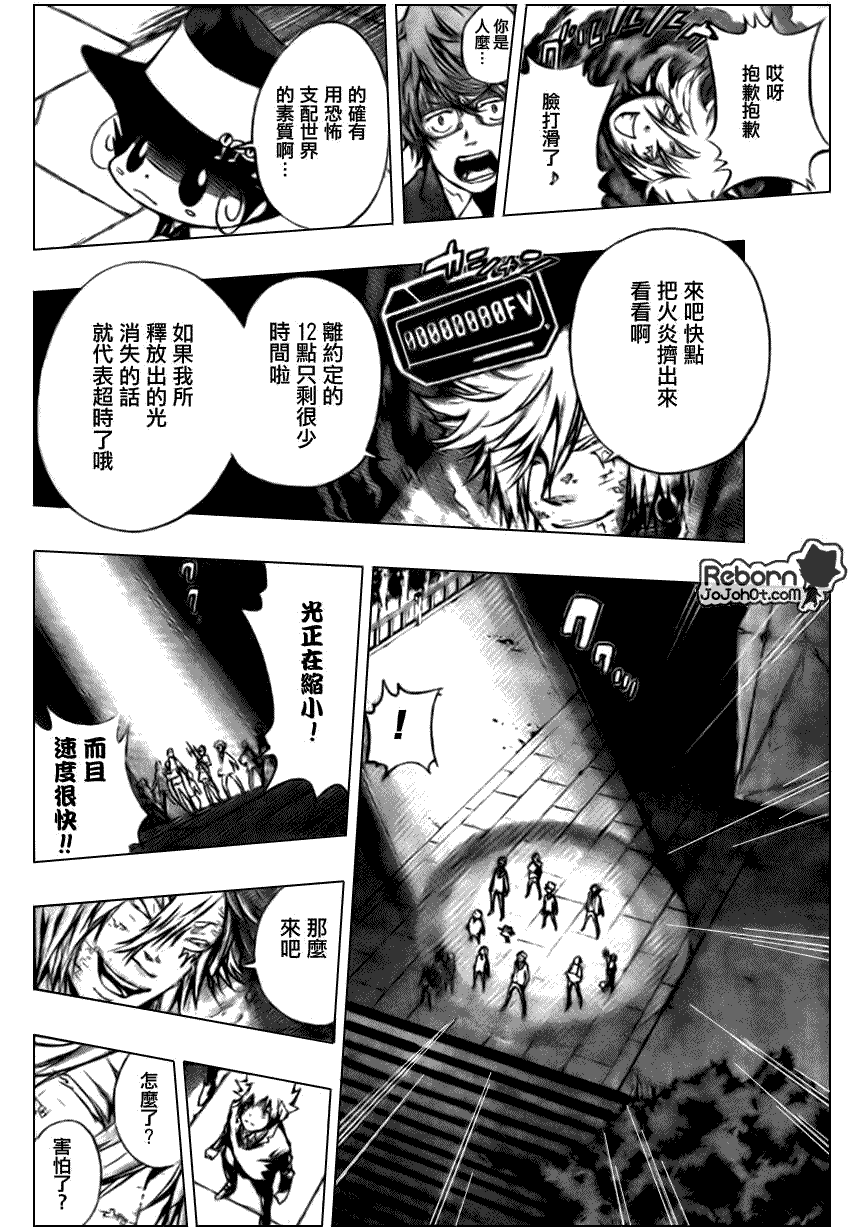 哎呀
抱歉抱歉
臉打滑了♪
你是
人麼…
的確有
用恐怖
支配世界
的素質啊…
來吧快點
把火炎擠出來
看看啊
00000000FV
離約定的
12點只剩很少
時間啦
如果我所
釋放出的光
消失的話
就代表超時了哦
Reborn
JoJoHOt.coM
！
光正在縮小！
而且
速度很快!!
那麼
來吧
怎麼了？
害怕了？